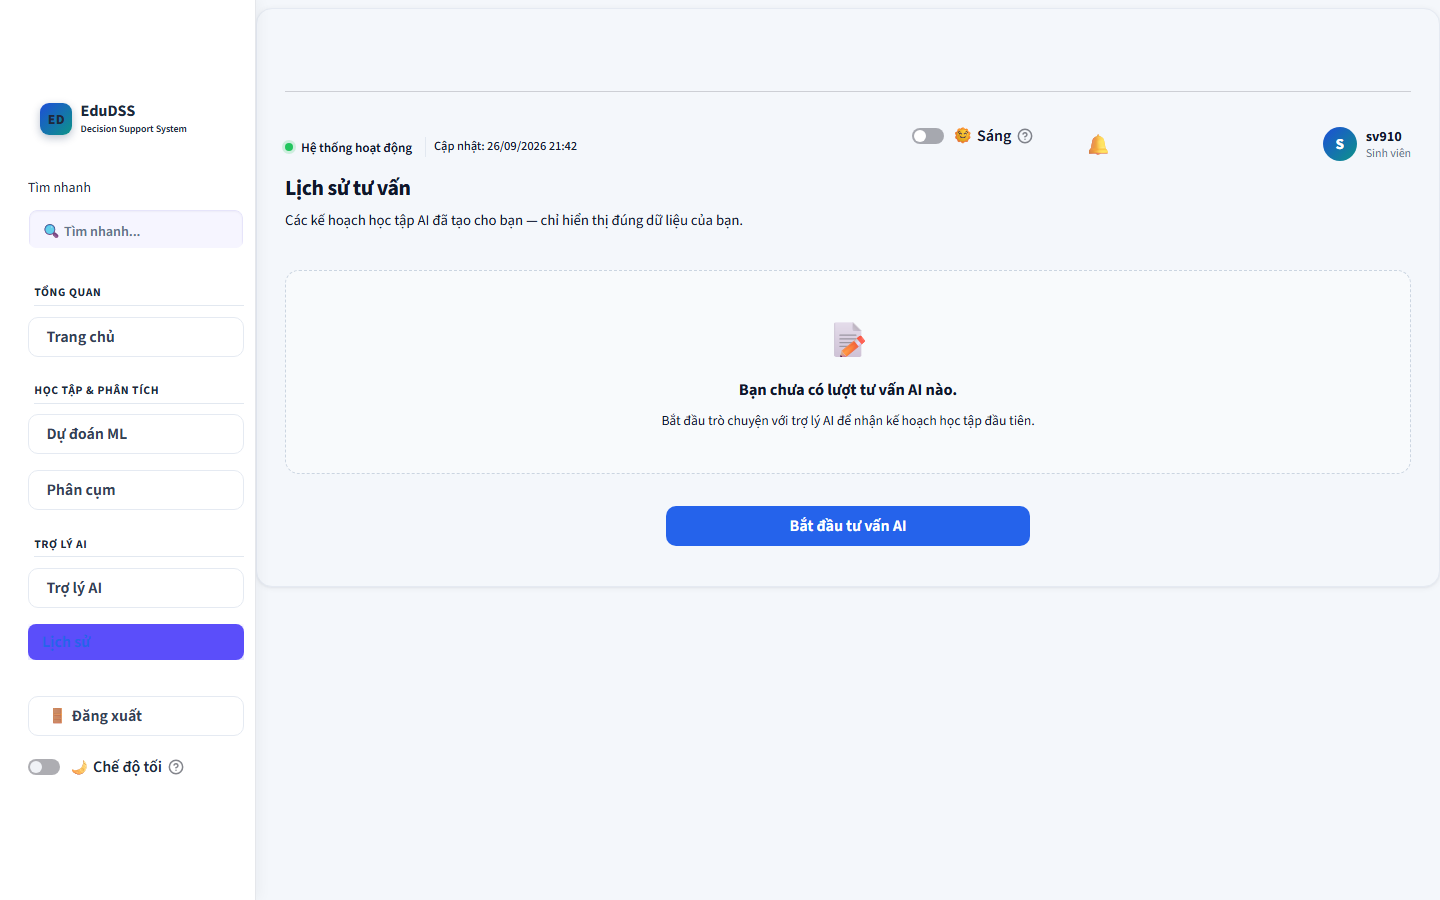 ED
EduDSS
Decision Support System
Tìm nhanh
Tìm nhanh...
TỔNG QUAN
Trang chủ
HỌC TẬP & PHÂN TÍCH
Dự đoán ML
Phân cụm
TRỢ LÝ AI
Trợ lý AI
Lịch sử
Đăng xuất
Chế độ tối
Hệ thống hoạt động
Cập nhật: 26/09/2026 21:42
Sáng
S
sv910
Sinh viên
Lịch sử tư vấn
Các kế hoạch học tập AI đã tạo cho bạn — chỉ hiển thị đúng dữ liệu của bạn.
Bạn chưa có lượt tư vấn AI nào.
Bắt đầu trò chuyện với trợ lý AI để nhận kế hoạch học tập đầu tiên.
Bắt đầu tư vấn AI